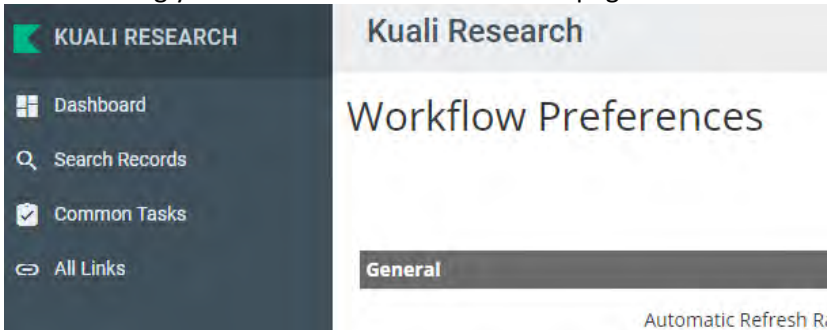 KUALI RESEARCH
Dashboard
Search Records
Common Tasks
All Links
Kuali Research
Workflow Preferences
General
Automatic Refresh